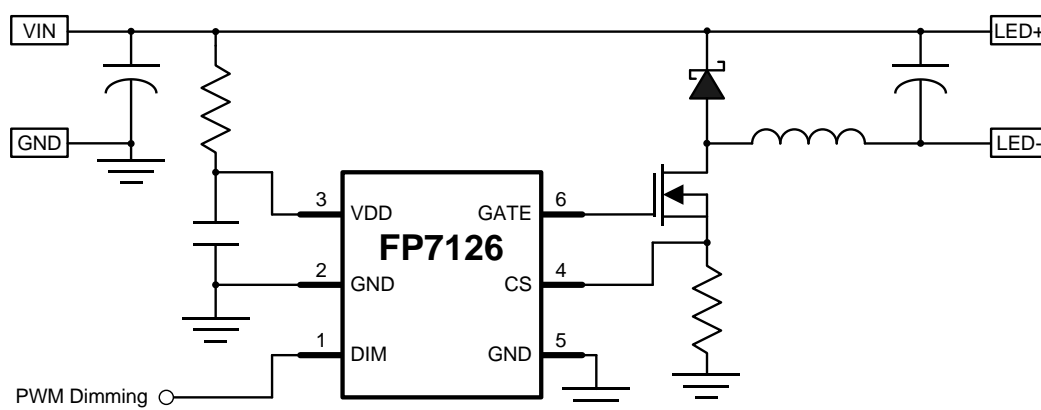 VIN
LED+
GND
LED-
3
VDD
GATE
6
FP7126
2
GND
CS
4
1
DIM
GND
5
PWM Dimming